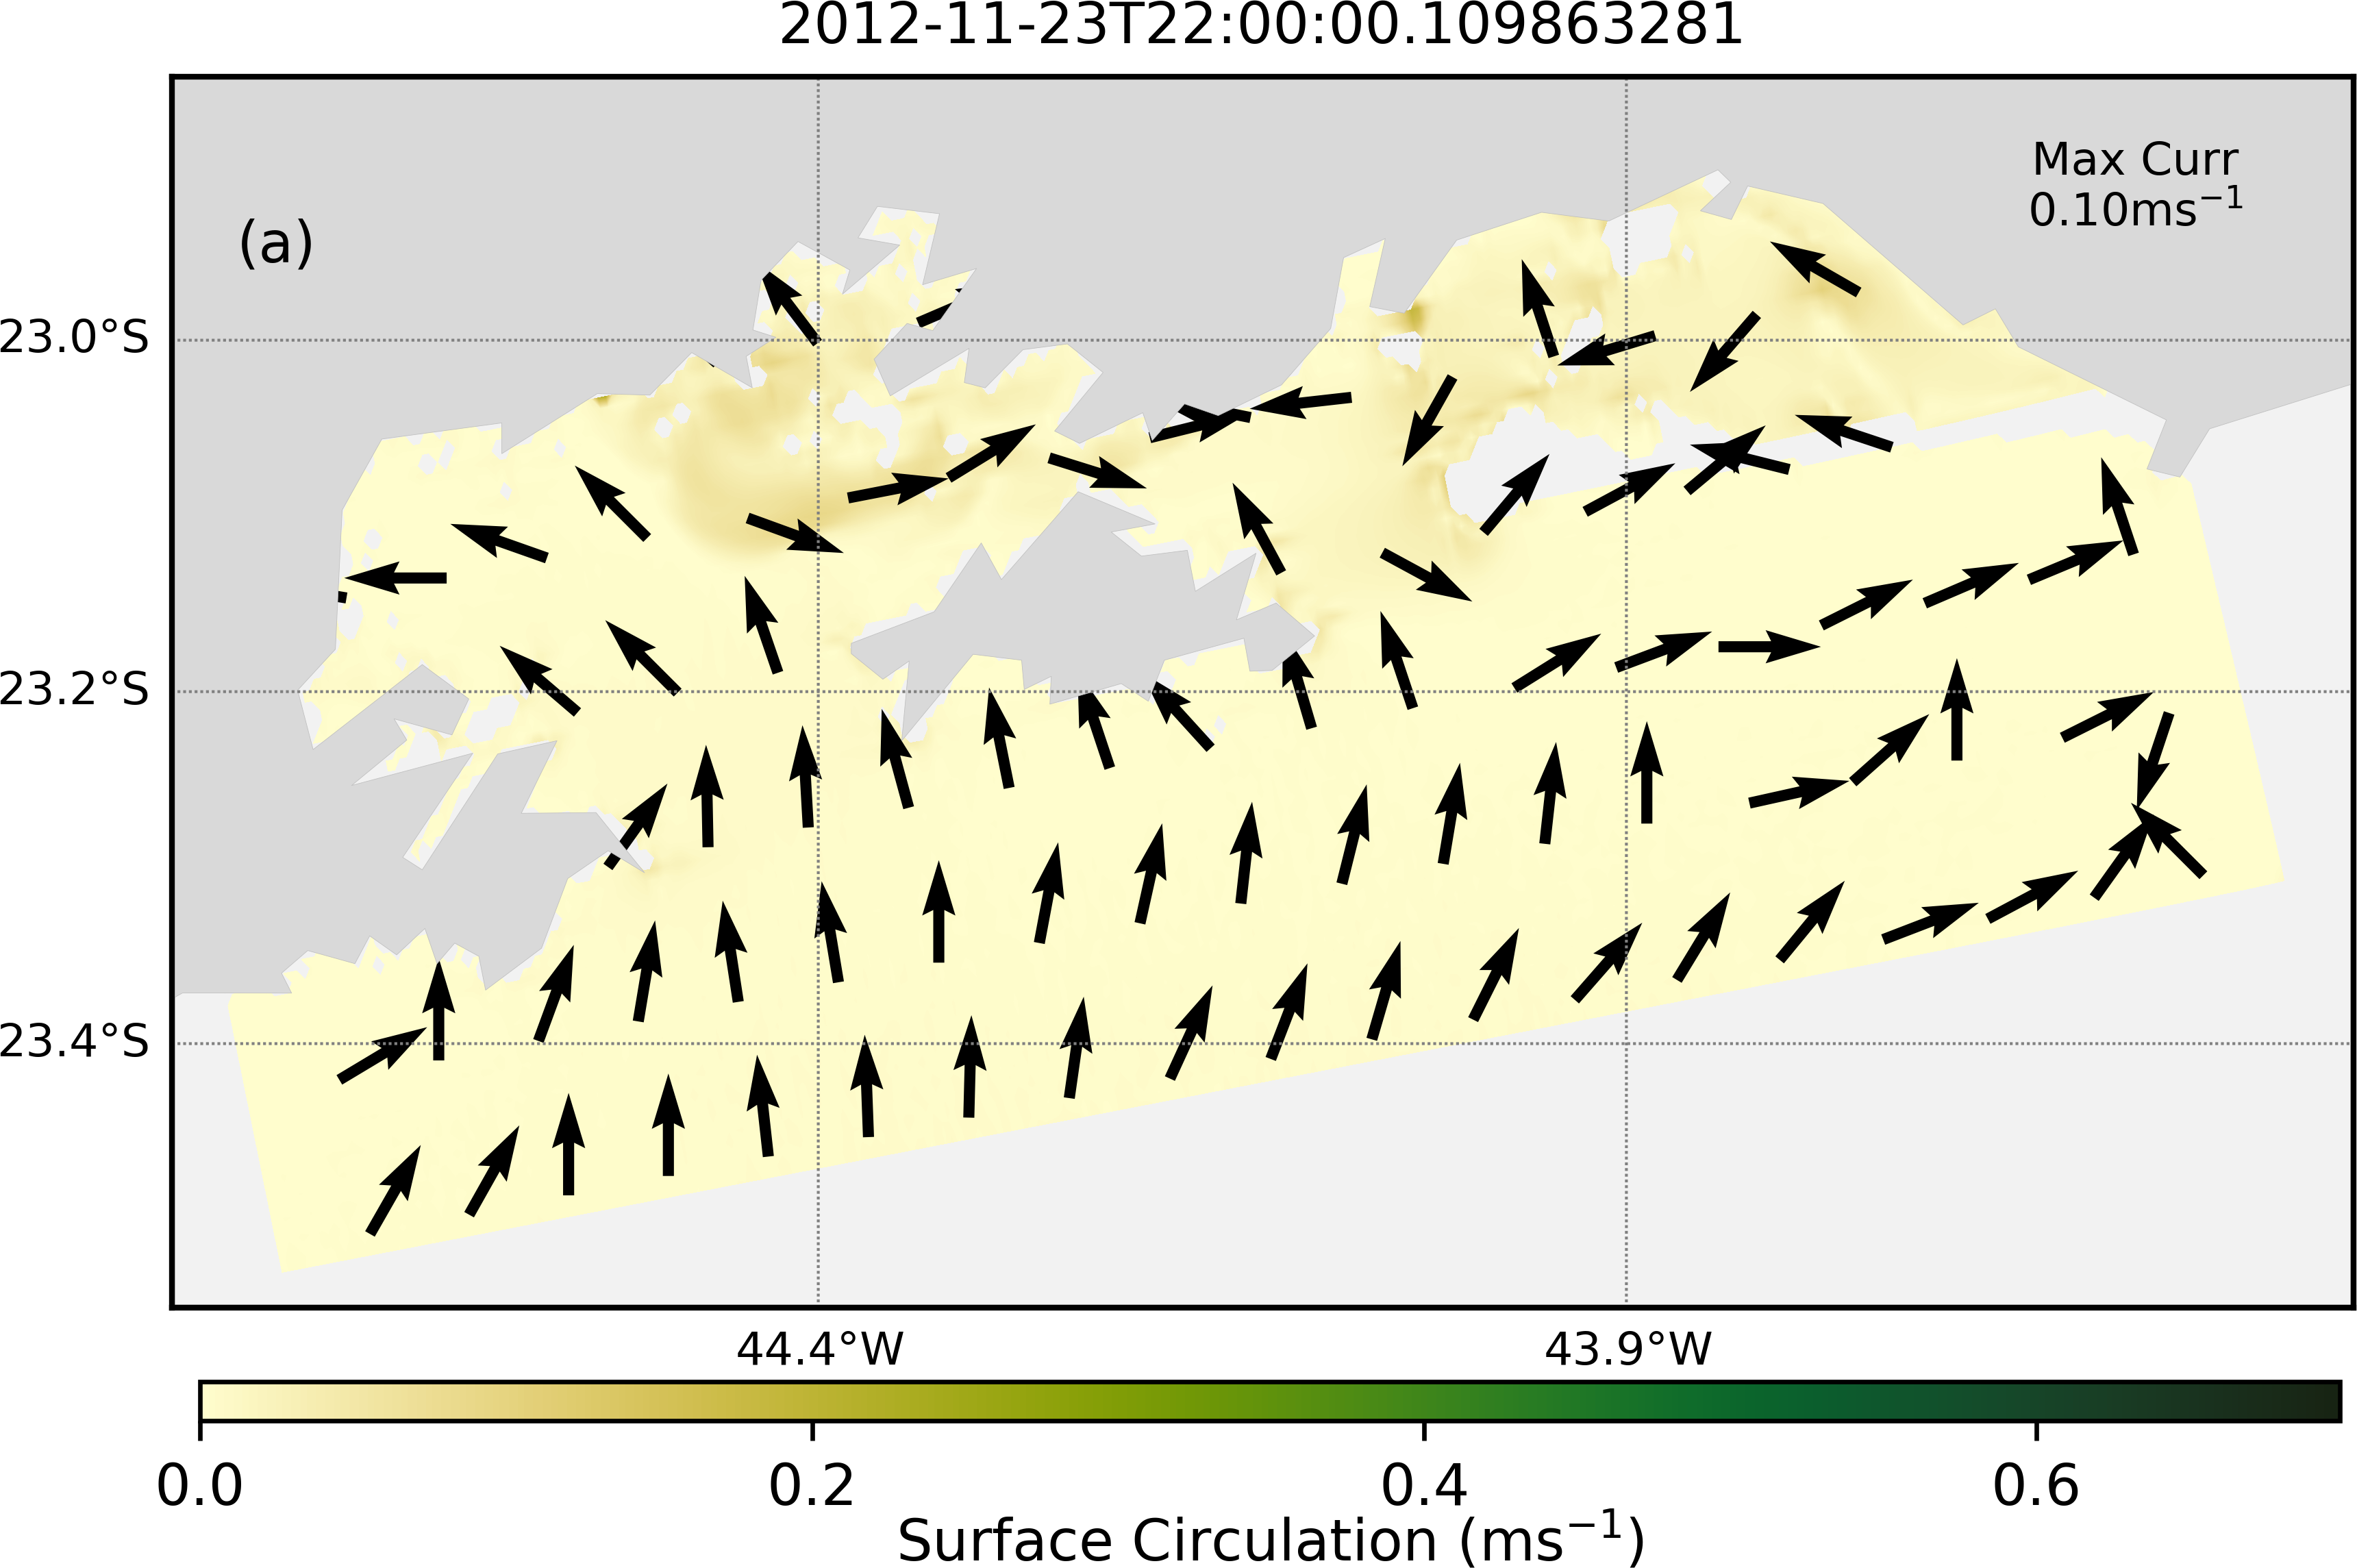 2012-11-23T22:00:00.109863281
Max Curr
0.10ms⁻¹
(a)
23.0°S
23.2°S
23.4°S
44.4°W 43.9°W
0.0 0.2 0.4 0.6
Surface Circulation (ms⁻¹)